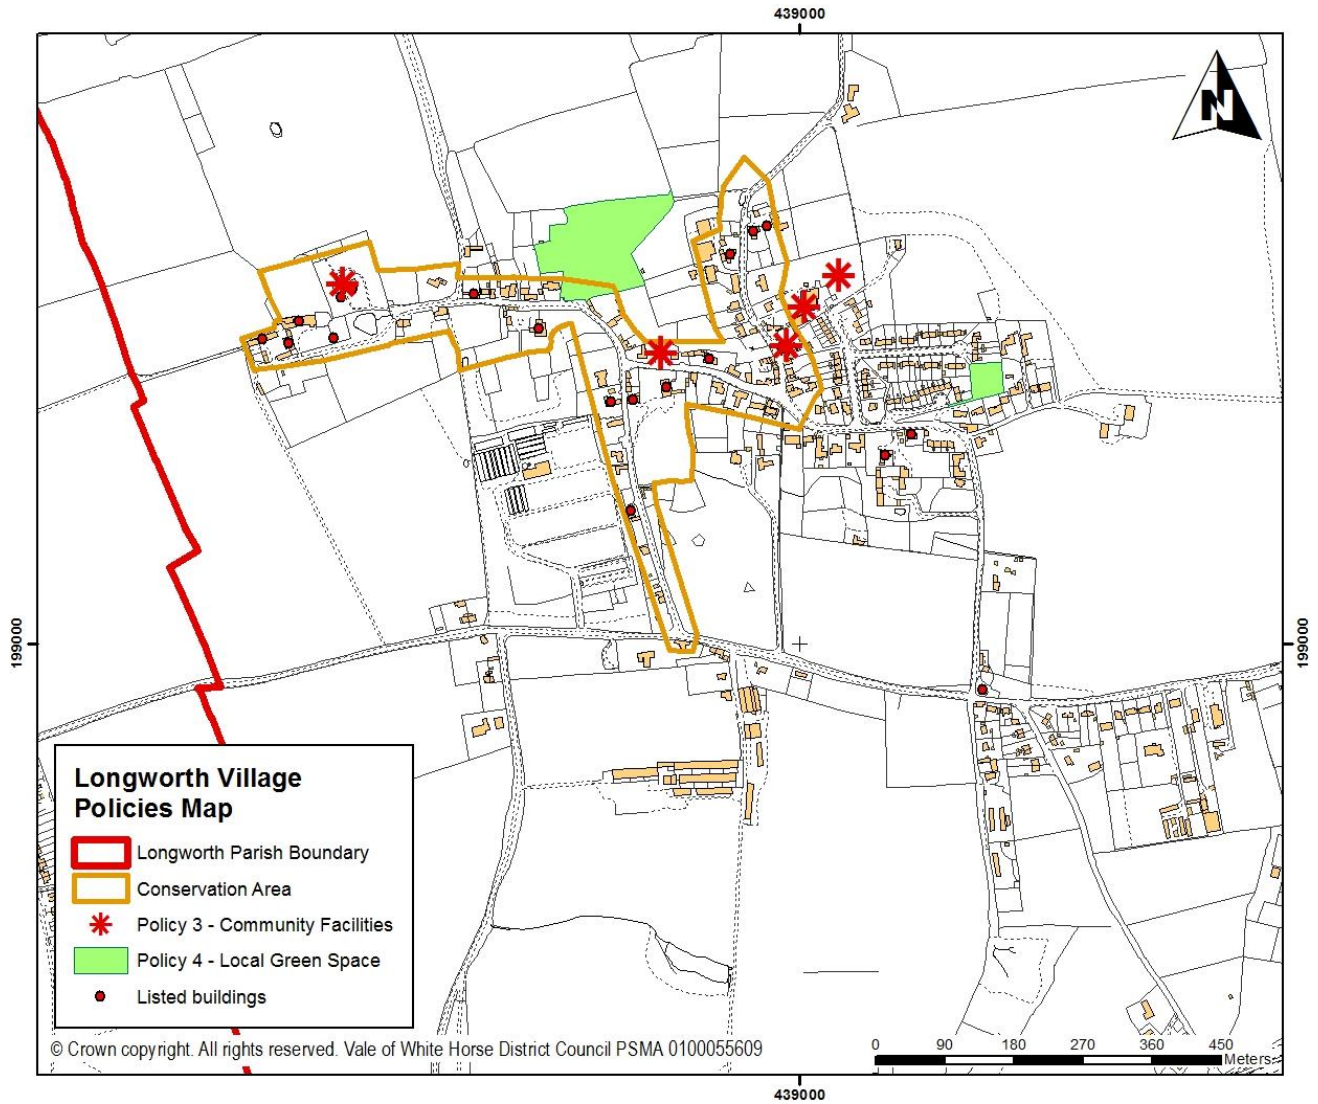 439000
N
199000
199000
Longworth Village
Policies Map
Longworth Parish Boundary
Conservation Area
Policy 3 - Community Facilities
Policy 4 - Local Green Space
Listed buildings
© Crown copyright. All rights reserved. Vale of White Horse District Council PSMA 0100055609
0 90 180 270 360 450
Meters
439000